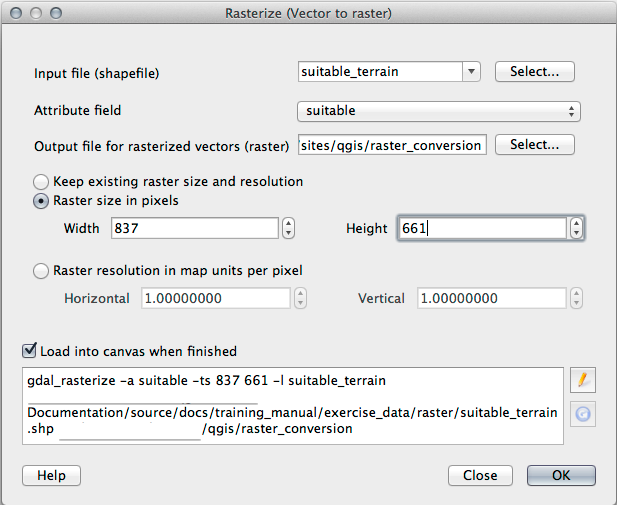 Rasterize (Vector to raster)
Input file (shapefile) suitable_terrain Select...
Attribute field suitable
Output file for rasterized vectors (raster) sites/qgis/raster_conversion Select...
Keep existing raster size and resolution
Raster size in pixels
Width 837 Height 661
Raster resolution in map units per pixel
Horizontal 1.00000000 Vertical 1.00000000
Load into canvas when finished
gdal_rasterize -a suitable -ts 837 661 -l suitable_terrain
Documentation/source/docs/training_manual/exercise_data/raster/suitable_terrain
.shp /qgis/raster_conversion
Help Close OK